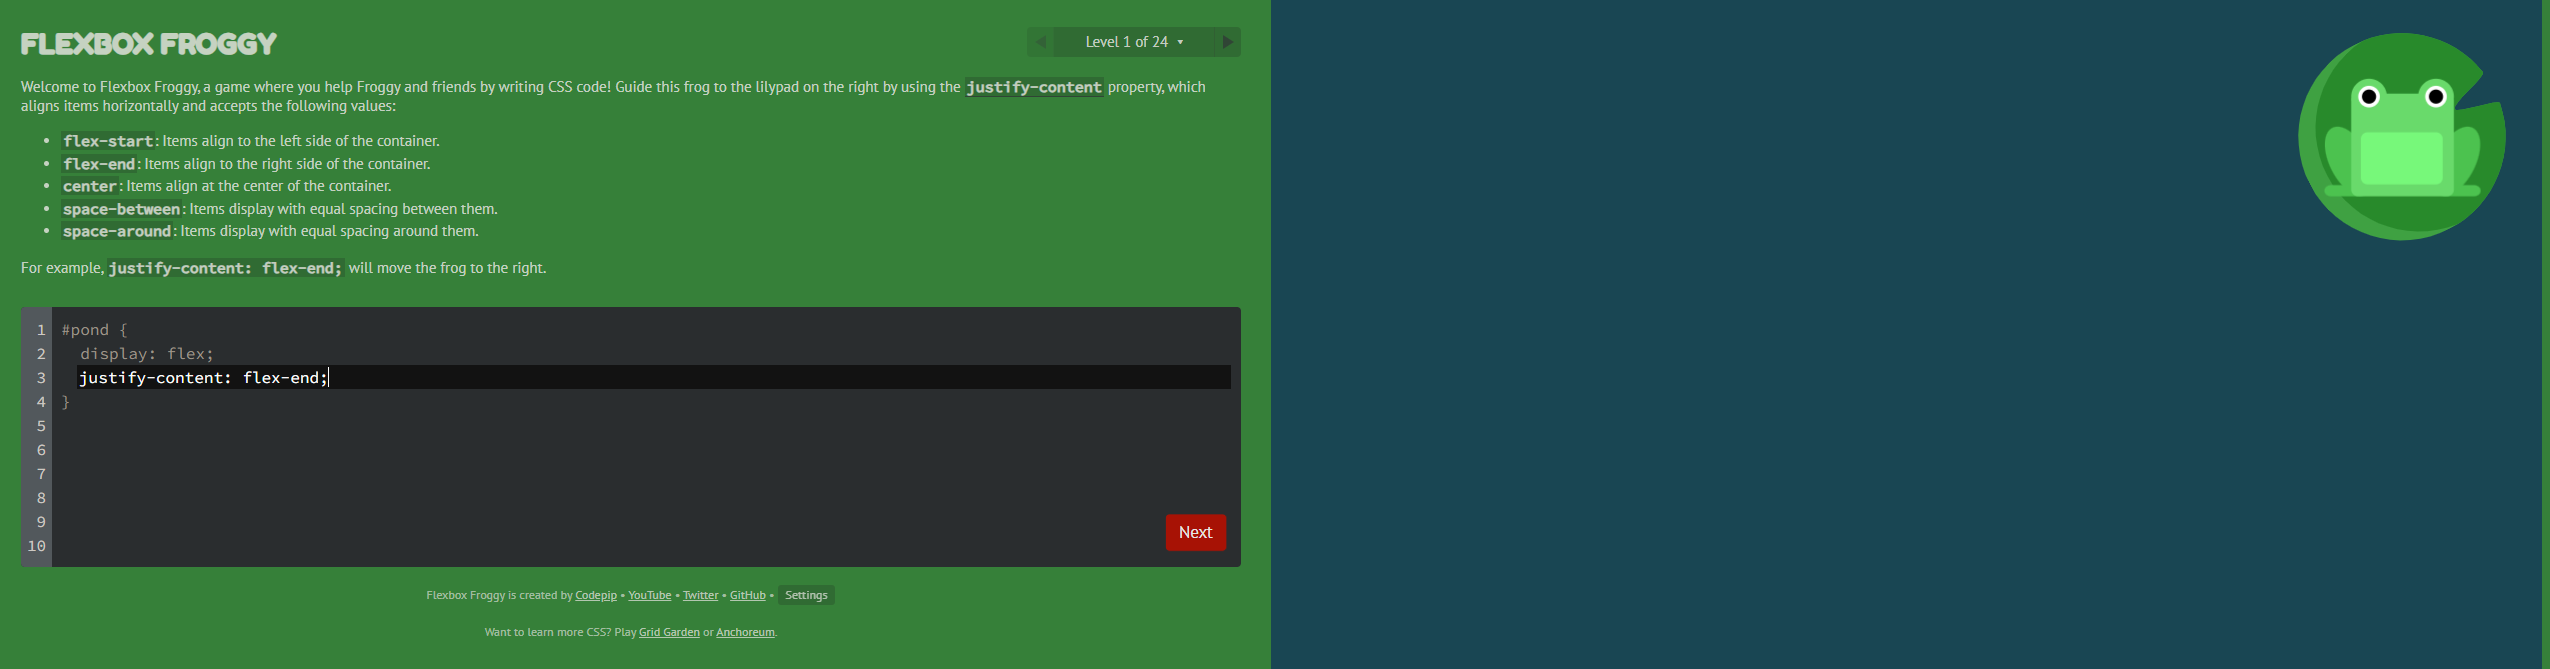 FLEXBOX FROGGY
Level 1 of 24
Welcome to Flexbox Froggy, a game where you help Froggy and friends by writing CSS code! Guide this frog to the lilypad on the right by using the justify-content property, which
aligns items horizontally and accepts the following values:
• flex-start: Items align to the left side of the container.
• flex-end: Items align to the right side of the container.
• center: Items align at the center of the container.
• space-between: Items display with equal spacing between them.
• space-around: Items display with equal spacing around them.
For example, justify-content: flex-end; will move the frog to the right.
1 #pond {
2 display: flex;
3 justify-content: flex-end;
4 }
5
6
7
8
9
10
Next
Flexbox Froggy is created by Codepip • YouTube • Twitter • GitHub • Settings
Want to learn more CSS? Play Grid Garden or Anchoreum.